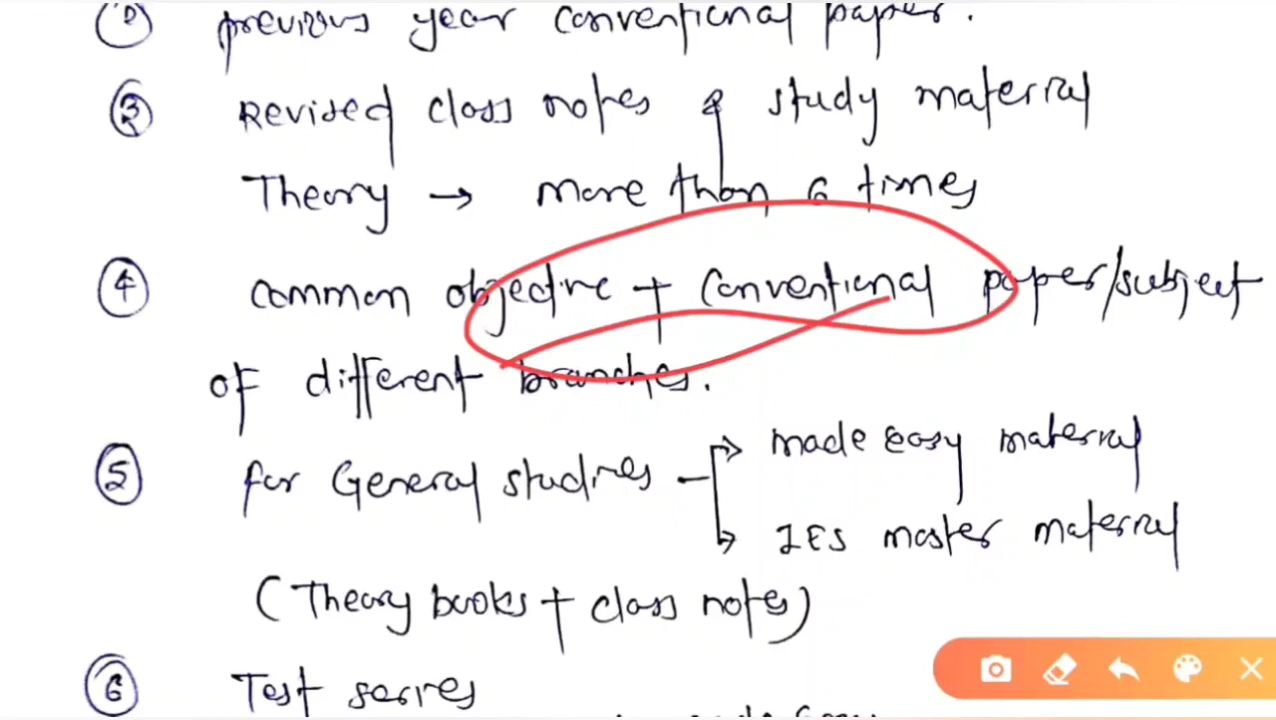 previous year conventional paper.
③ Revised class notes & study material
Theory → more than 6 times
④ common objective + conventional paper/subject
of different branches.
⑤ for General studies → made easy material
→ IES master material
(Theory books + class notes)
⑥ Test series
made easy